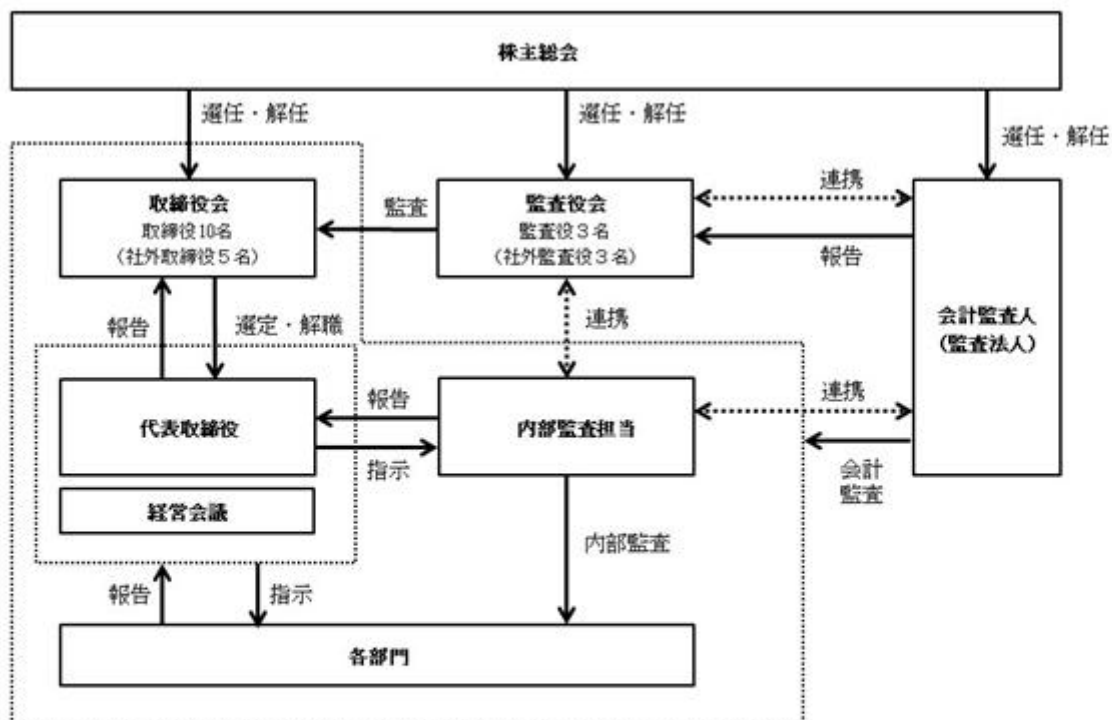 株主総会
選任・解任
選任・解任
選任・解任
取締役会
取締役10名
(社外取締役5名)
監査
監査役会
監査役3名
(社外監査役3名)
連携
報告
会計監査人
(監査法人)
報告
選定・解職
連携
代表取締役
報告
指示
内部監査担当
連携
会計
監査
経営会議
内部監査
報告
指示
各部門